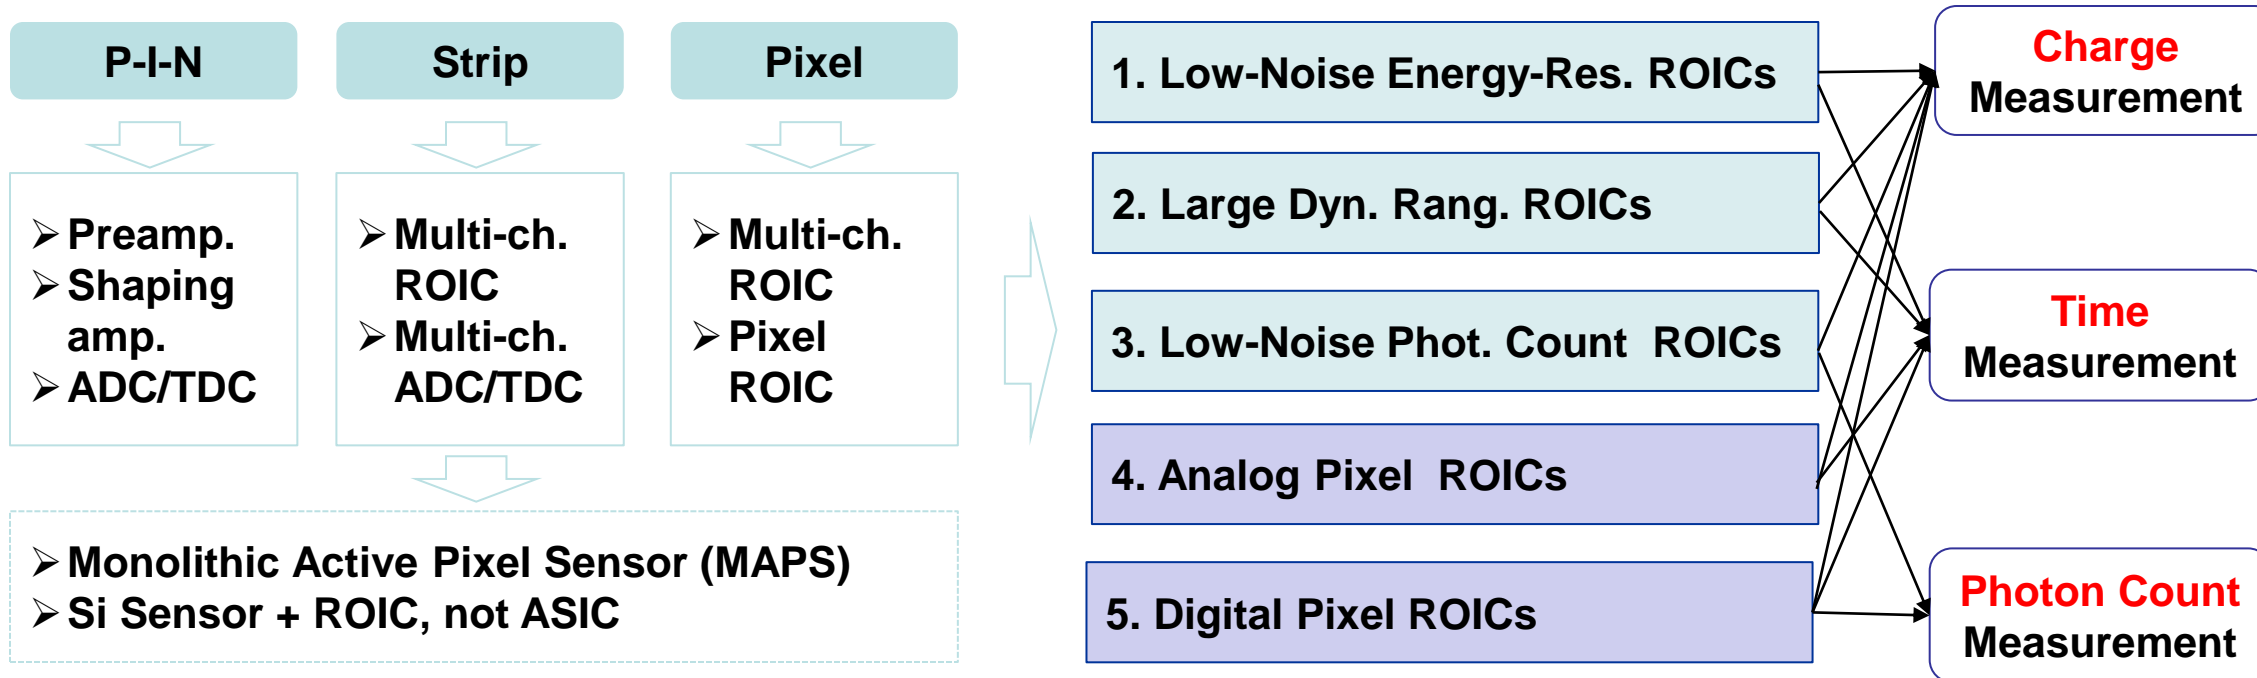 P-I-N
Strip
Pixel
➢ Preamp.
➢ Shaping
amp.
➢ ADC/TDC
➢ Multi-ch.
ROIC
➢ Multi-ch.
ADC/TDC
➢ Multi-ch.
ROIC
➢ Pixel
ROIC
➢ Monolithic Active Pixel Sensor (MAPS)
➢ Si Sensor + ROIC, not ASIC
1. Low-Noise Energy-Res. ROICs
2. Large Dyn. Rang. ROICs
3. Low-Noise Phot. Count ROICs
4. Analog Pixel ROICs
5. Digital Pixel ROICs
Charge
Measurement
Time
Measurement
Photon Count
Measurement